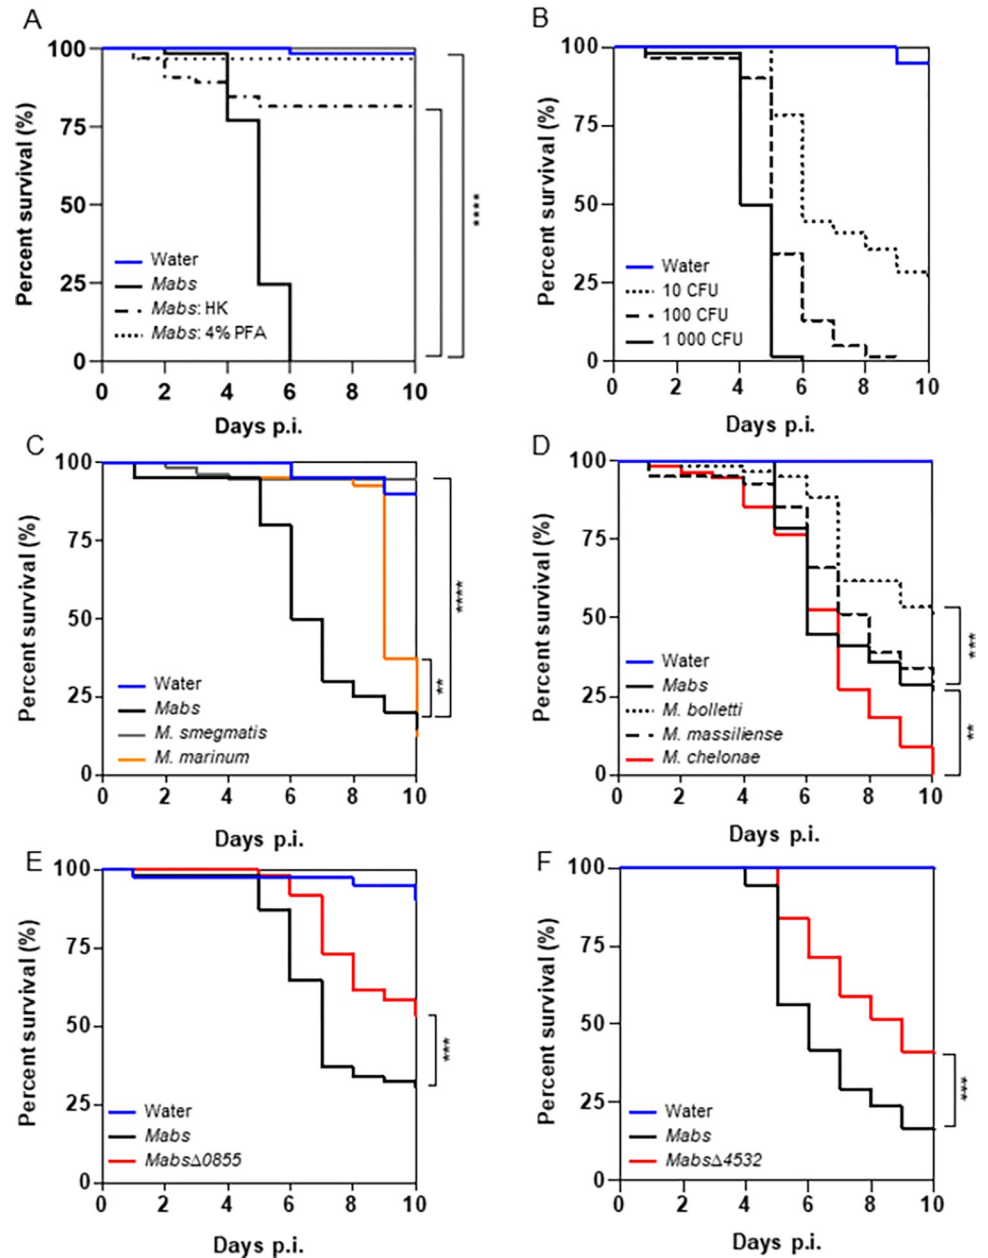 A
100
75
50
25
0
Percent survival (%)
Water
Mabs
Mabs: HK
Mabs: 4% PFA
****
0 2 4 6 8 10
Days p.i.
B
100
75
50
25
0
Percent survival (%)
Water
10 CFU
100 CFU
1 000 CFU
0 2 4 6 8 10
Days p.i.
C
100
75
50
25
0
Percent survival (%)
Water
Mabs
M. smegmatis
M. marinum
****
**
0 2 4 6 8 10
Days p.i.
D
100
75
50
25
0
Percent survival (%)
Water
Mabs
M. bolletti
M. massiliense
M. chelonae
***
**
0 2 4 6 8 10
Days p.i.
E
100
75
50
25
0
Percent survival (%)
Water
Mabs
MabsΔ0855
***
0 2 4 6 8 10
Days p.i.
F
100
75
50
25
0
Percent survival (%)
Water
Mabs
MabsΔ4532
***
0 2 4 6 8 10
Days p.i.